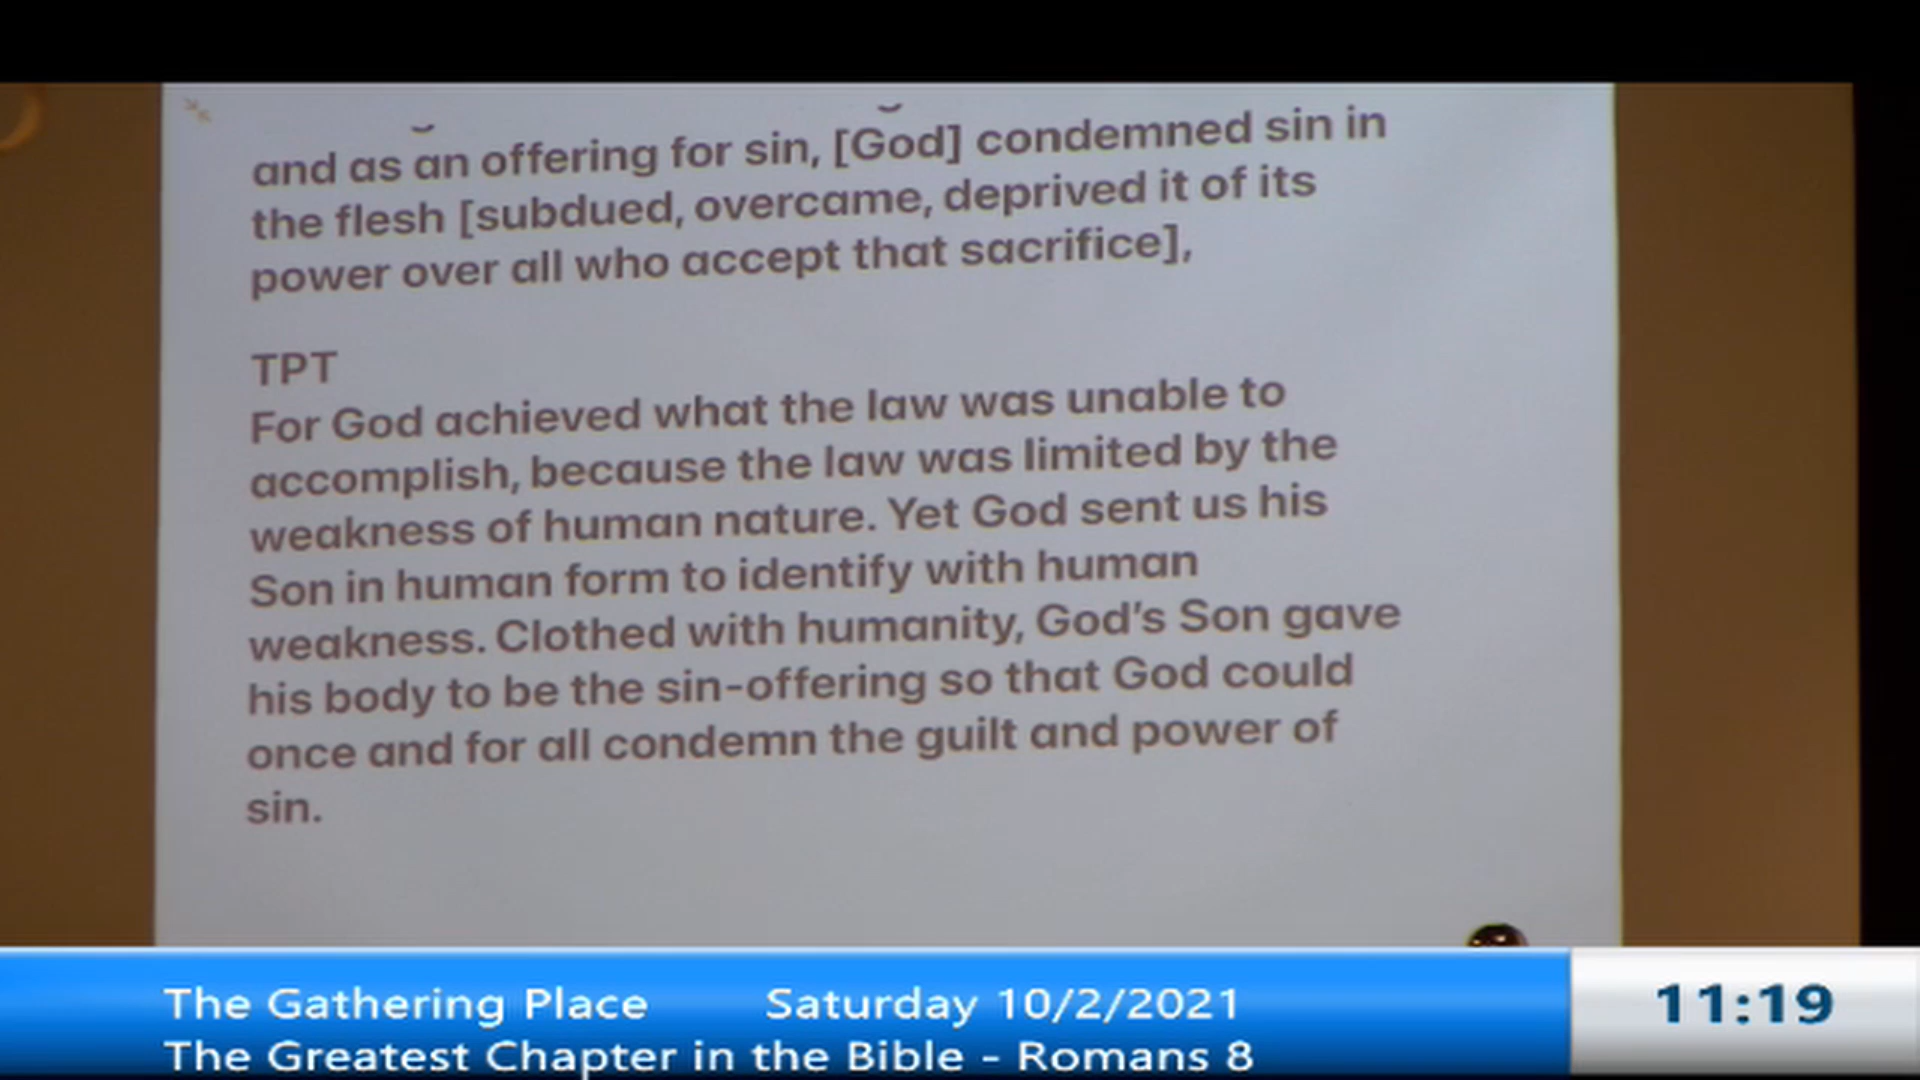 and as an offering for sin, [God] condemned sin in
the flesh [subdued, overcame, deprived it of its
power over all who accept that sacrifice],
TPT
For God achieved what the law was unable to
accomplish, because the law was limited by the
weakness of human nature. Yet God sent us his
Son in human form to identify with human
weakness. Clothed with humanity, God's Son gave
his body to be the sin-offering so that God could
once and for all condemn the guilt and power of
sin.
The Gathering Place Saturday 10/2/2021
The Greatest Chapter in the Bible - Romans 8
11:19